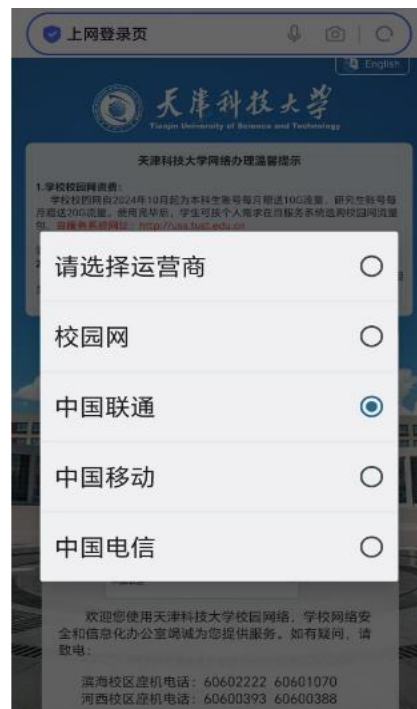 上网登录页
English
天津科技大学
Tianjin University of Science and Technology
天津科技大学网络办理温馨提示
1.学校校园网资费：
学校校园网自2024年10月起为本科生账号每月赠送10G流量，研究生账号每
月赠送20G流量。使用完毕后，学生可按个人需求在自服务系统选购校园网流量
包。自服务系统网址：http://uss.tust.edu.cn
请选择运营商
校园网
中国联通
中国移动
中国电信
欢迎您使用天津科技大学校园网络，学校网络安
全和信息化办公室竭诚为您提供服务。如有疑问，请
致电：
滨海校区座机电话：60602222 60601070
河西校区座机电话：60600393 60600388